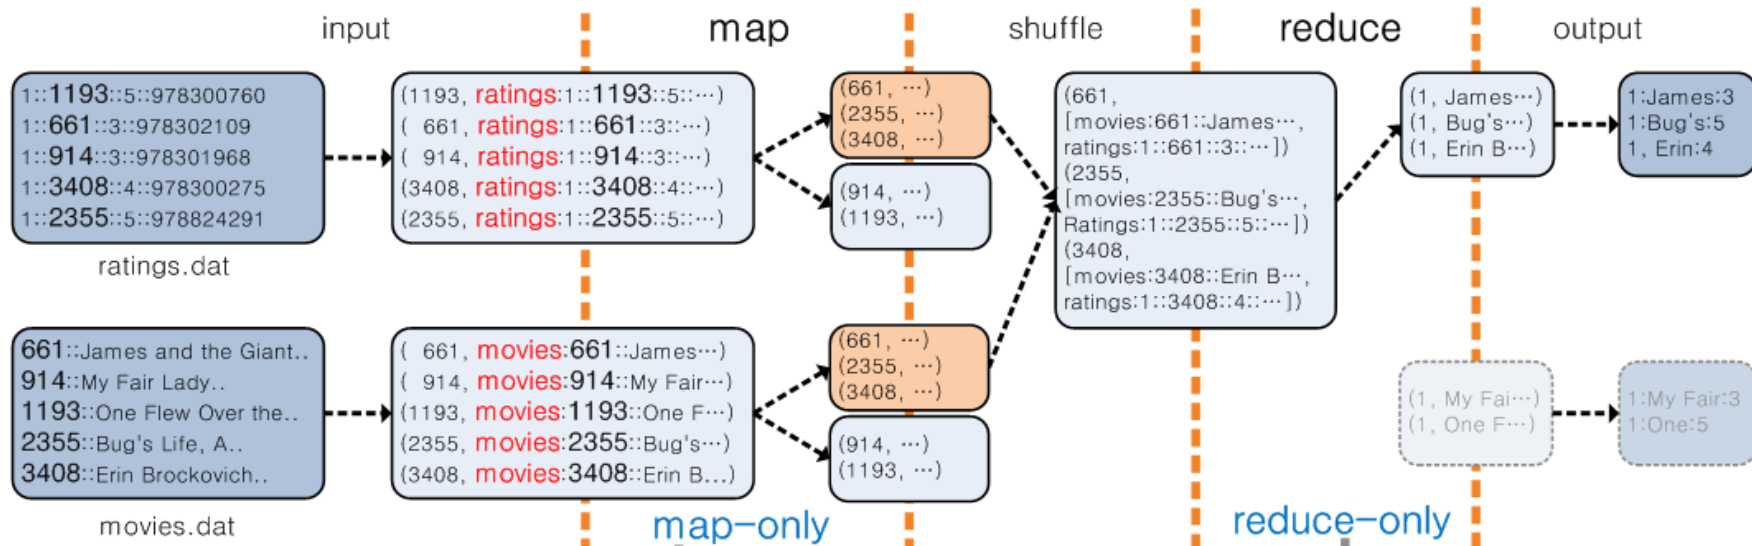 input
map
shuffle
reduce
output
1::1193::5::978300760
1::661::3::978302109
1::914::3::978301968
1::3408::4::978300275
1::2355::5::978824291
ratings.dat
(1193, ratings:1::1193::5::⋯)
( 661, ratings:1::661::3::⋯)
( 914, ratings:1::914::3::⋯)
(3408, ratings:1::3408::4::⋯)
(2355, ratings:1::2355::5::⋯)
(661, ⋯)
(2355, ⋯)
(3408, ⋯)
(914, ⋯)
(1193, ⋯)
(661,
[movies:661::James⋯,
ratings:1::661::3::⋯])
(2355,
[movies:2355::Bug's⋯,
Ratings:1::2355::5::⋯])
(3408,
[movies:3408::Erin B⋯,
ratings:1::3408::4::⋯])
(1, James⋯)
(1, Bug's⋯)
(1, Erin B⋯)
1:James:3
1:Bug's:5
1, Erin:4
661::James and the Giant..
914::My Fair Lady..
1193::One Flew Over the..
2355::Bug's Life, A..
3408::Erin Brockovich..
movies.dat
( 661, movies:661::James⋯)
( 914, movies:914::My Fair⋯)
(1193, movies:1193::One F⋯)
(2355, movies:2355::Bug's⋯)
(3408, movies:3408::Erin B...)
(661, ⋯)
(2355, ⋯)
(3408, ⋯)
(914, ⋯)
(1193, ⋯)
(1, My Fai⋯)
(1, One F⋯)
1:My Fair:3
1:One:5
map-only
reduce-only